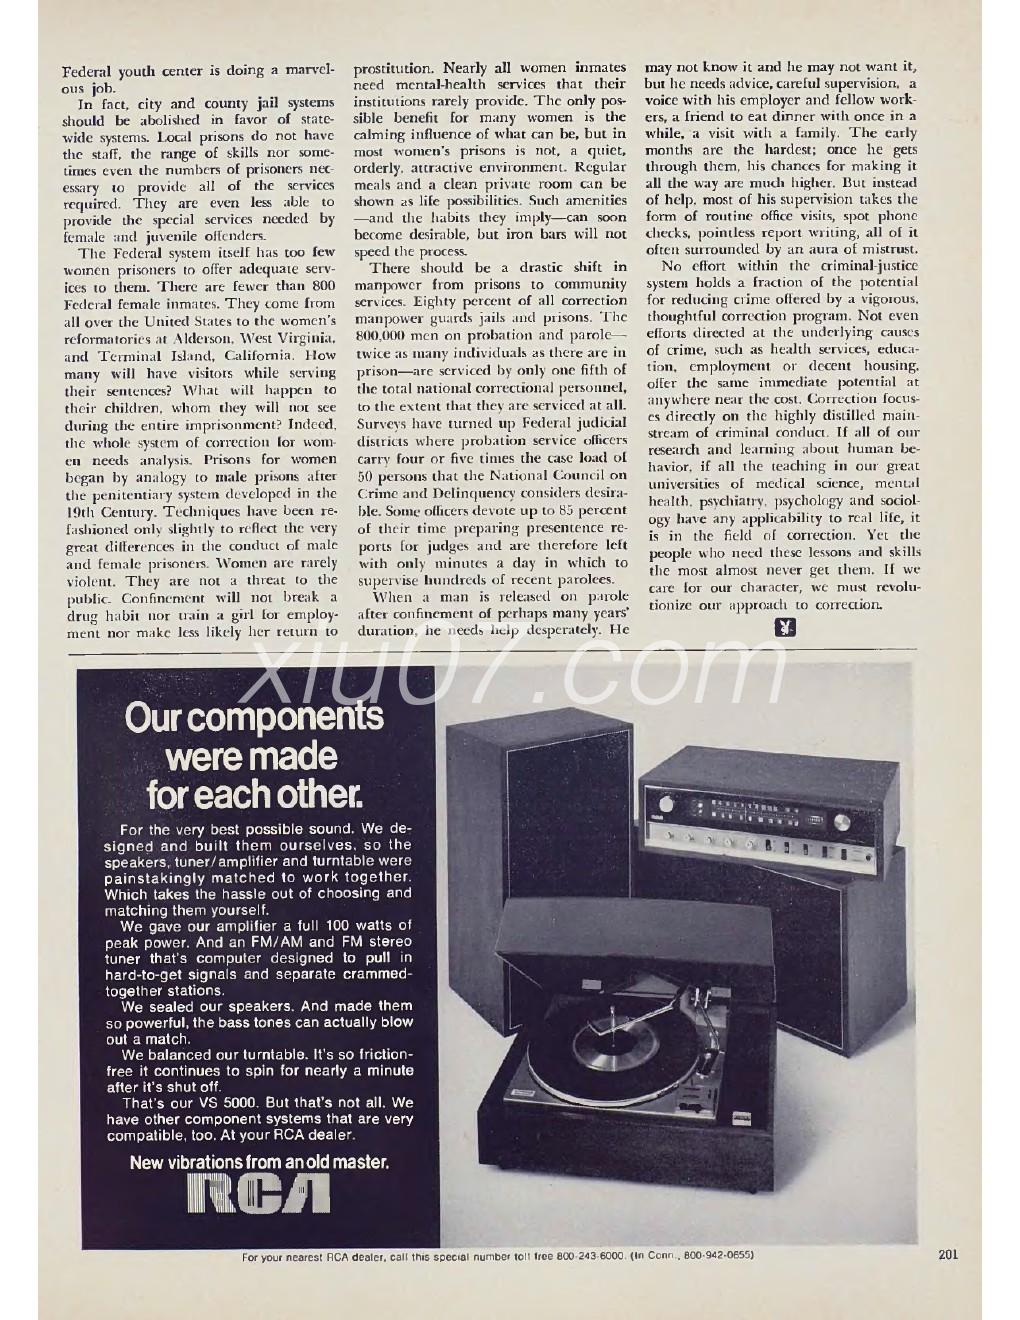 Federal youth center is doing a marvel-
ous job.
In fact, city and county jail systems
should be abolished in favor of state-
wide systems. Local prisons do not have
the staff, the range of skills nor some-
times even the numbers of prisoners nec-
essary to provide all of the services
required. They are even less able to
provide the special services needed by
female and juvenile offenders.
The Federal system itself has too few
women prisoners to offer adequate serv-
ices to them. There are fewer than 800
Federal female inmates. They come from
all over the United States to the women's
reformatories at Alderson, West Virginia,
and Terminal Island, California. How
many will have visitors while serving
their sentences? What will happen to
their children, whom they will not see
during the entire imprisonment? Indeed,
the whole system of correction for wom-
en needs analysis. Prisons for women
began by analogy to male prisons after
the penitentiary system developed in the
19th Century. Techniques have been re-
fashioned only slightly to reflect the very
great differences in the conduct of male
and female prisoners. Women are rarely
violent. They are not a threat to the
public. Confinement will not break a
drug habit nor train a girl for employ-
ment nor make less likely her return to
prostitution. Nearly all women inmates
need mental-health services that their
institutions rarely provide. The only pos-
sible benefit for many women is the
calming influence of what can be, but in
most women's prisons is not, a quiet,
orderly, attractive environment. Regular
meals and a clean private room can be
shown as life possibilities. Such amenities
—and the habits they imply—can soon
become desirable, but iron bars will not
speed the process.
There should be a drastic shift in
manpower from prisons to community
services. Eighty percent of all correction
manpower guards jails and prisons. The
800,000 men on probation and parole—
twice as many individuals as there are in
prison—are serviced by only one fifth of
the total national correctional personnel,
to the extent that they are serviced at all.
Surveys have turned up Federal judicial
districts where probation service officers
carry four or five times the case load of
50 persons that the National Council on
Crime and Delinquency considers desira-
ble. Some officers devote up to 85 percent
of their time preparing presentence re-
ports for judges and are therefore left
with only minutes a day in which to
supervise hundreds of recent parolees.
When a man is released on parole
after confinement of perhaps many years'
duration, he needs help desperately. He
may not know it and he may not want it,
but he needs advice, careful supervision, a
voice with his employer and fellow work-
ers, a friend to eat dinner with once in a
while, a visit with a family. The early
months are the hardest; once he gets
through them, his chances for making it
all the way are much higher. But instead
of help, most of his supervision takes the
form of routine office visits, spot phone
checks, pointless report writing, all of it
often surrounded by an aura of mistrust.
No effort within the criminal-justice
system holds a fraction of the potential
for reducing crime offered by a vigorous,
thoughtful correction program. Not even
efforts directed at the underlying causes
of crime, such as health services, educa-
tion, employment or decent housing,
offer the same immediate potential at
anywhere near the cost. Correction focus-
es directly on the highly distilled main-
stream of criminal conduct. If all of our
research and learning about human be-
havior, if all the teaching in our great
universities of medical science, mental
health, psychiatry, psychology and sociol-
ogy have any applicability to real life, it
is in the field of correction. Yet the
people who need these lessons and skills
the most almost never get them. If we
care for our character, we must revolu-
tionize our approach to correction.
xiu07.com
Our components
were made
for each other.
For the very best possible sound. We de-
signed and built them ourselves, so the
speakers, tuner/amplifier and turntable were
painstakingly matched to work together.
Which takes the hassle out of choosing and
matching them yourself.
We gave our amplifier a full 100 watts of
peak power. And an FM/AM and FM stereo
tuner that's computer designed to pull in
hard-to-get signals and separate crammed-
together stations.
We sealed our speakers. And made them
so powerful, the bass tones can actually blow
out a match.
We balanced our turntable. It's so friction-
free it continues to spin for nearly a minute
after it's shut off.
That's our VS 5000. But that's not all. We
have other component systems that are very
compatible, too. At your RCA dealer.
New vibrations from an old master.
RCA
For your nearest RCA dealer, call this special number toll free 800-243-6000. (In Conn., 800-942-0655)
201